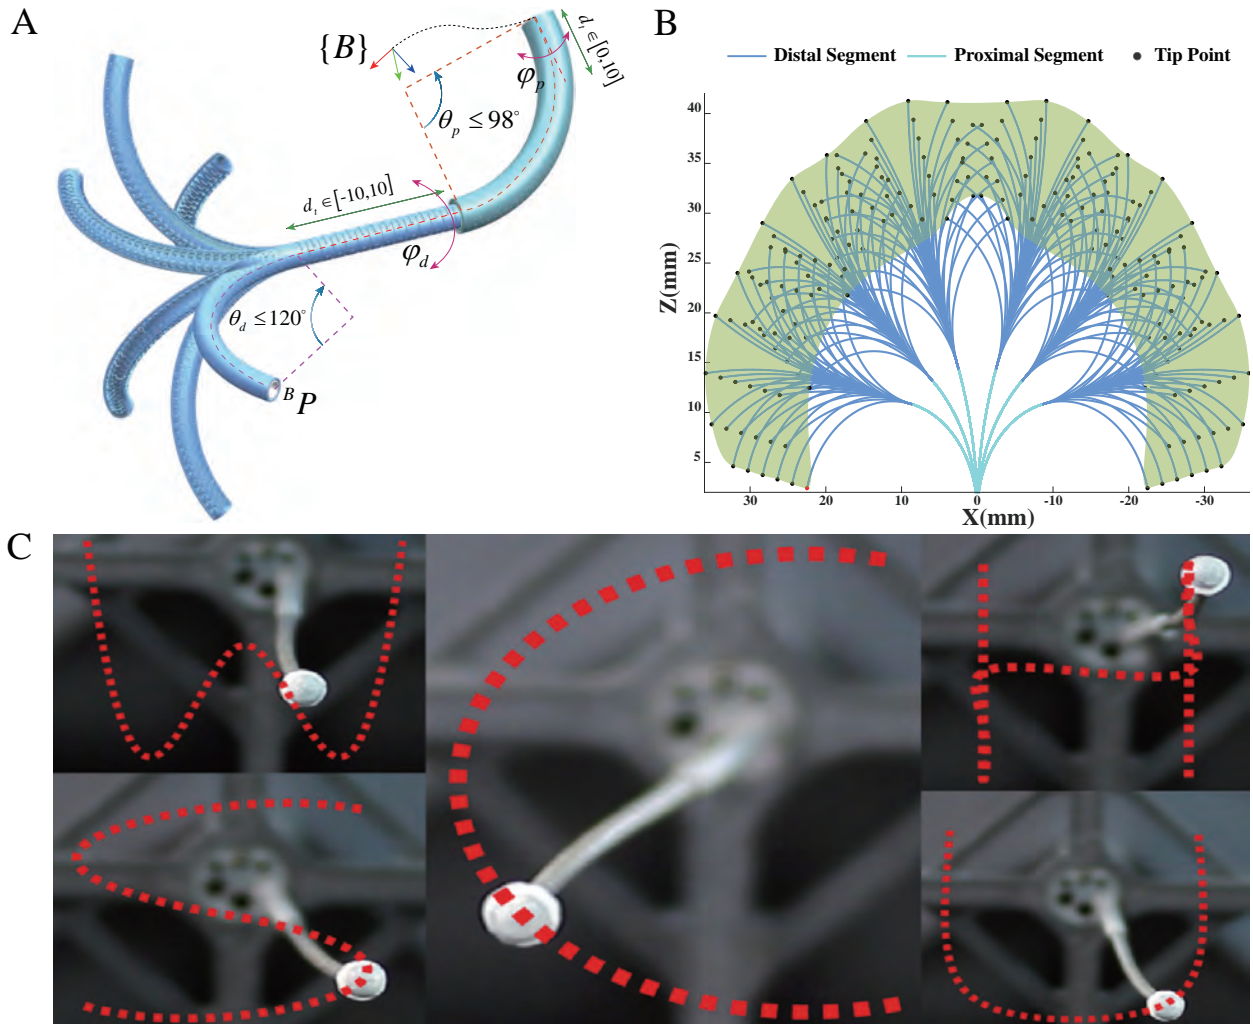 A
{B}
d_t ∈[0,10]
φ_p
θ_p ≤ 98°
d_t ∈[-10,10]
φ_d
θ_d ≤120°
^B P
B
Distal Segment
Proximal Segment
Tip Point
Z(mm)
40
35
30
25
20
15
10
5
30
20
10
0
-10
-20
-30
X(mm)
C